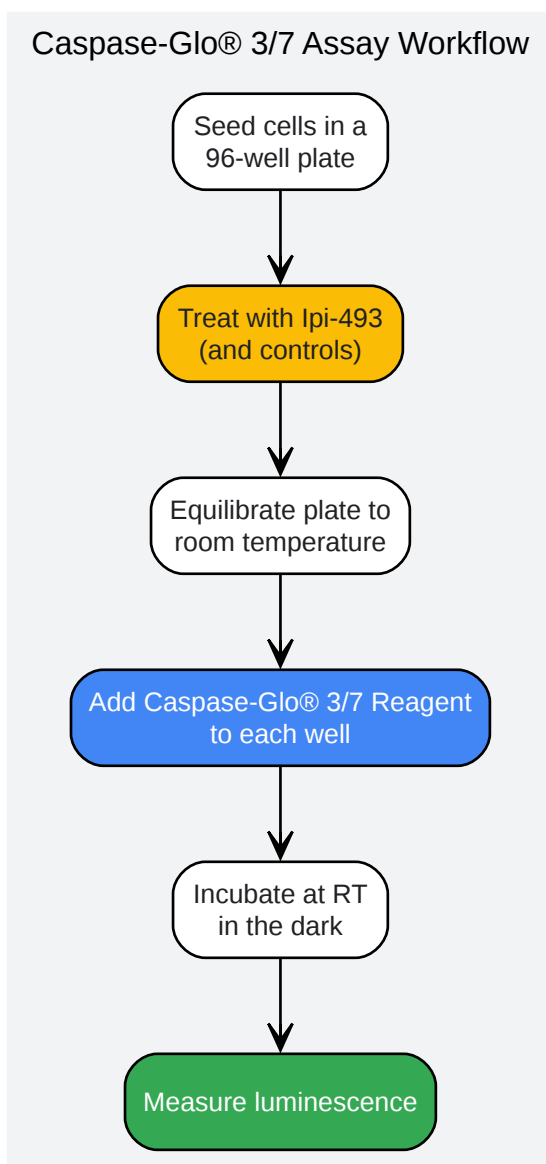 Caspase-Glo® 3/7 Assay Workflow
Seed cells in a
96-well plate
Treat with Ipi-493
(and controls)
Equilibrate plate to
room temperature
Add Caspase-Glo® 3/7 Reagent
to each well
Incubate at RT
in the dark
Measure luminescence